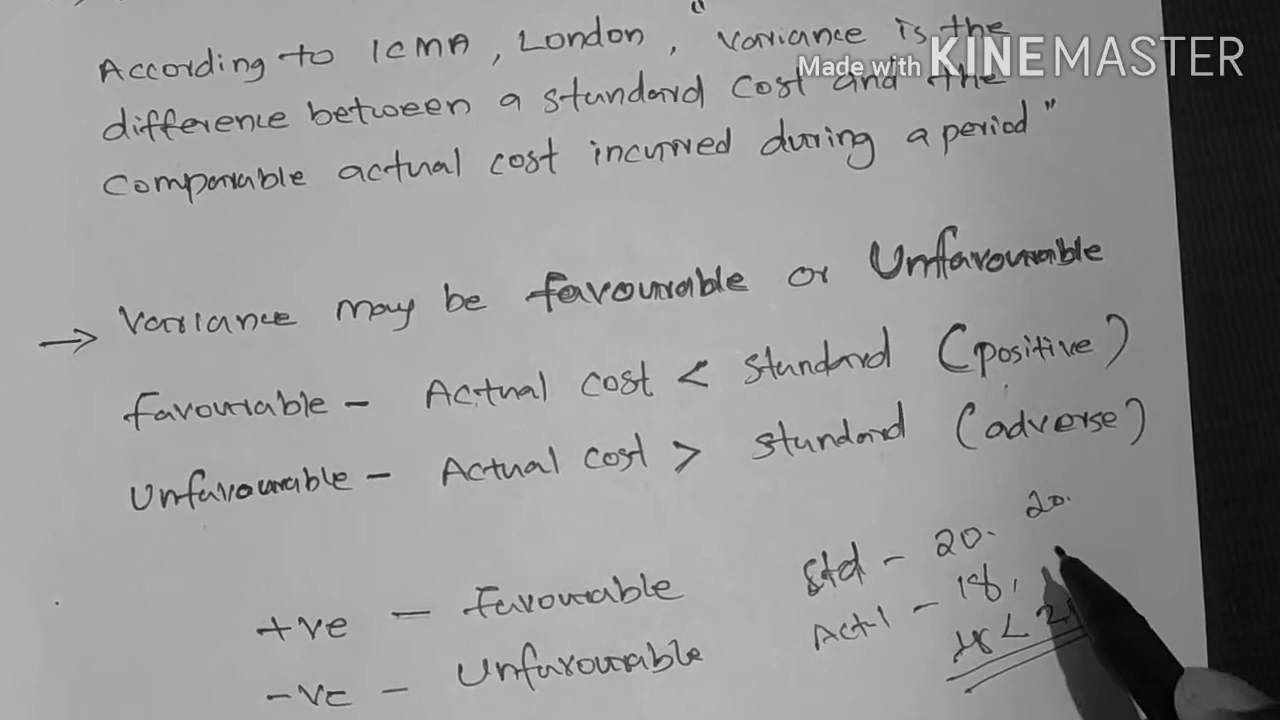 According to ICMA, London, "Variance is the
Made with KINEMASTER
difference between a standard cost and the
Comparable actual cost incurred during a period"
→ Variance may be favourable or Unfavourable
favourable - Actual cost < standard (positive)
Unfavourable - Actual cost > standard (adverse)
+ve - Favourable
-ve - Unfavourable
Std - 20. 20.
Act-1 - 18,
18 <